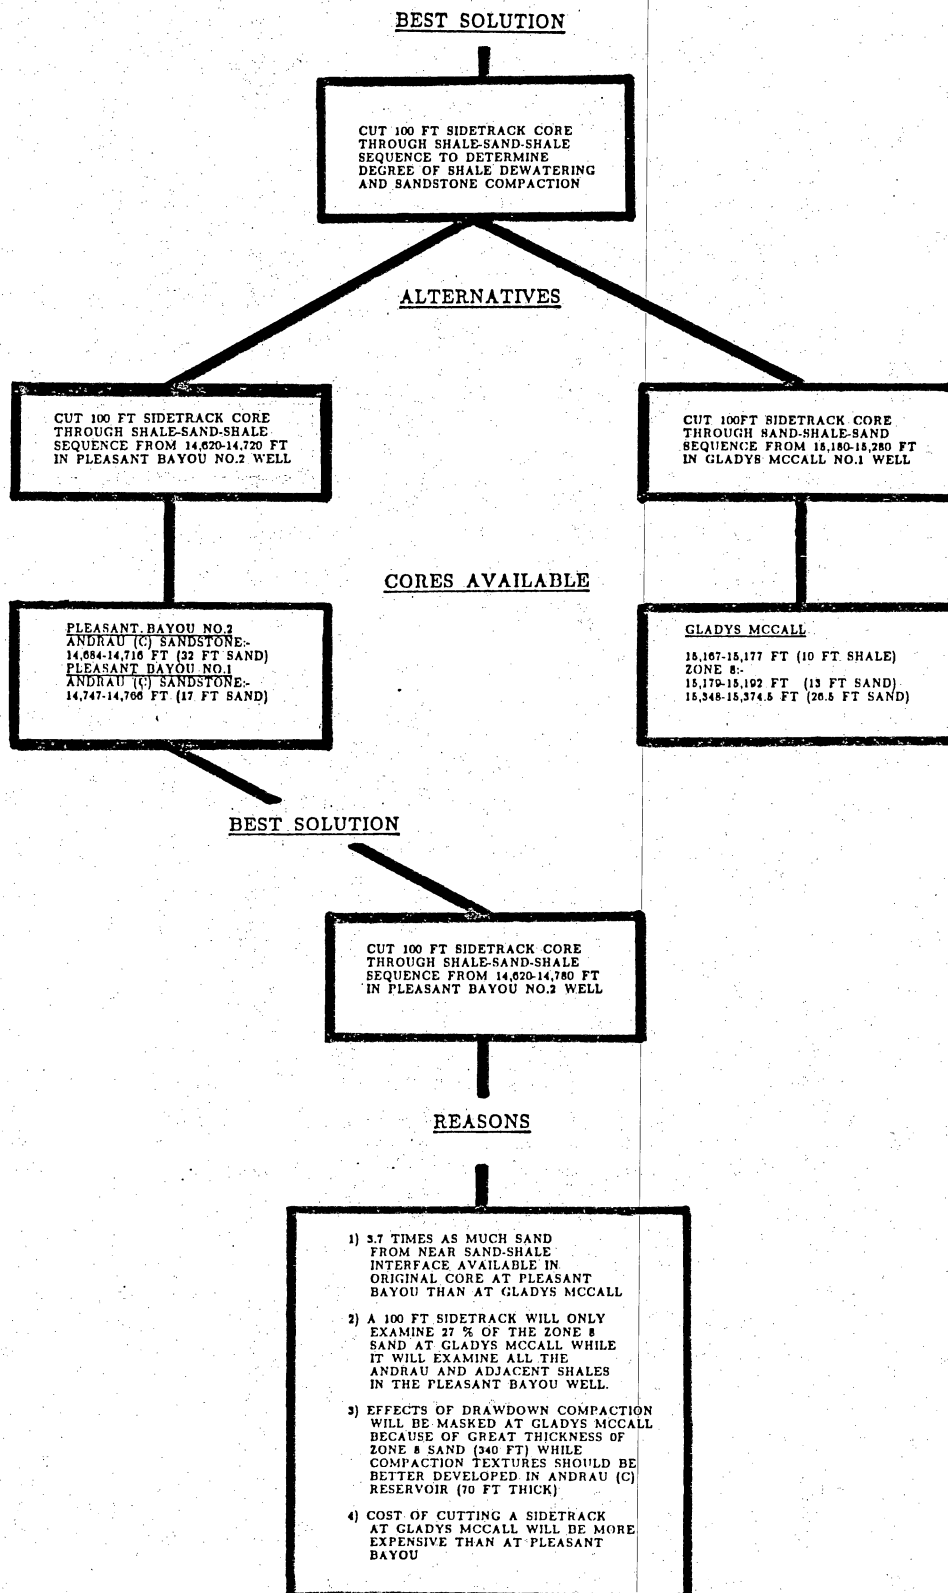 BEST SOLUTION
CUT 100 FT SIDETRACK CORE
THROUGH SHALE-SAND-SHALE
SEQUENCE TO DETERMINE
DEGREE OF SHALE DEWATERING
AND SANDSTONE COMPACTION
ALTERNATIVES
CUT 100 FT SIDETRACK CORE
THROUGH SHALE-SAND-SHALE
SEQUENCE FROM 14,620-14,720 FT
IN PLEASANT BAYOU NO.2 WELL
CUT 100FT SIDETRACK CORE
THROUGH SAND-SHALE-SAND
SEQUENCE FROM 15,180-15,280 FT
IN GLADYS MCCALL NO.1 WELL
CORES AVAILABLE
PLEASANT BAYOU NO.2
ANDRAU (C) SANDSTONE:-
14,684-14,716 FT (32 FT SAND)
PLEASANT BAYOU NO.1
ANDRAU (C) SANDSTONE:-
14,747-14,766 FT (17 FT SAND)
GLADYS MCCALL
15,167-15,177 FT (10 FT SHALE)
ZONE 8:-
15,179-15,192 FT (13 FT SAND)
15,348-15,374.5 FT (26.5 FT SAND)
BEST SOLUTION
CUT 100 FT SIDETRACK CORE
THROUGH SHALE-SAND-SHALE
SEQUENCE FROM 14,620-14,780 FT
IN PLEASANT BAYOU NO.2 WELL
REASONS
1) 3.7 TIMES AS MUCH SAND
FROM NEAR SAND-SHALE
INTERFACE AVAILABLE IN
ORIGINAL CORE AT PLEASANT
BAYOU THAN AT GLADYS MCCALL
2) A 100 FT SIDETRACK WILL ONLY
EXAMINE 27 % OF THE ZONE 8
SAND AT GLADYS MCCALL WHILE
IT WILL EXAMINE ALL THE
ANDRAU AND ADJACENT SHALES
IN THE PLEASANT BAYOU WELL.
3) EFFECTS OF DRAWDOWN COMPACTION
WILL BE MASKED AT GLADYS MCCALL
BECAUSE OF GREAT THICKNESS OF
ZONE 8 SAND (340 FT) WHILE
COMPACTION TEXTURES SHOULD BE
BETTER DEVELOPED IN ANDRAU (C)
RESERVOIR (70 FT THICK)
4) COST OF CUTTING A SIDETRACK
AT GLADYS MCCALL WILL BE MORE
EXPENSIVE THAN AT PLEASANT
BAYOU